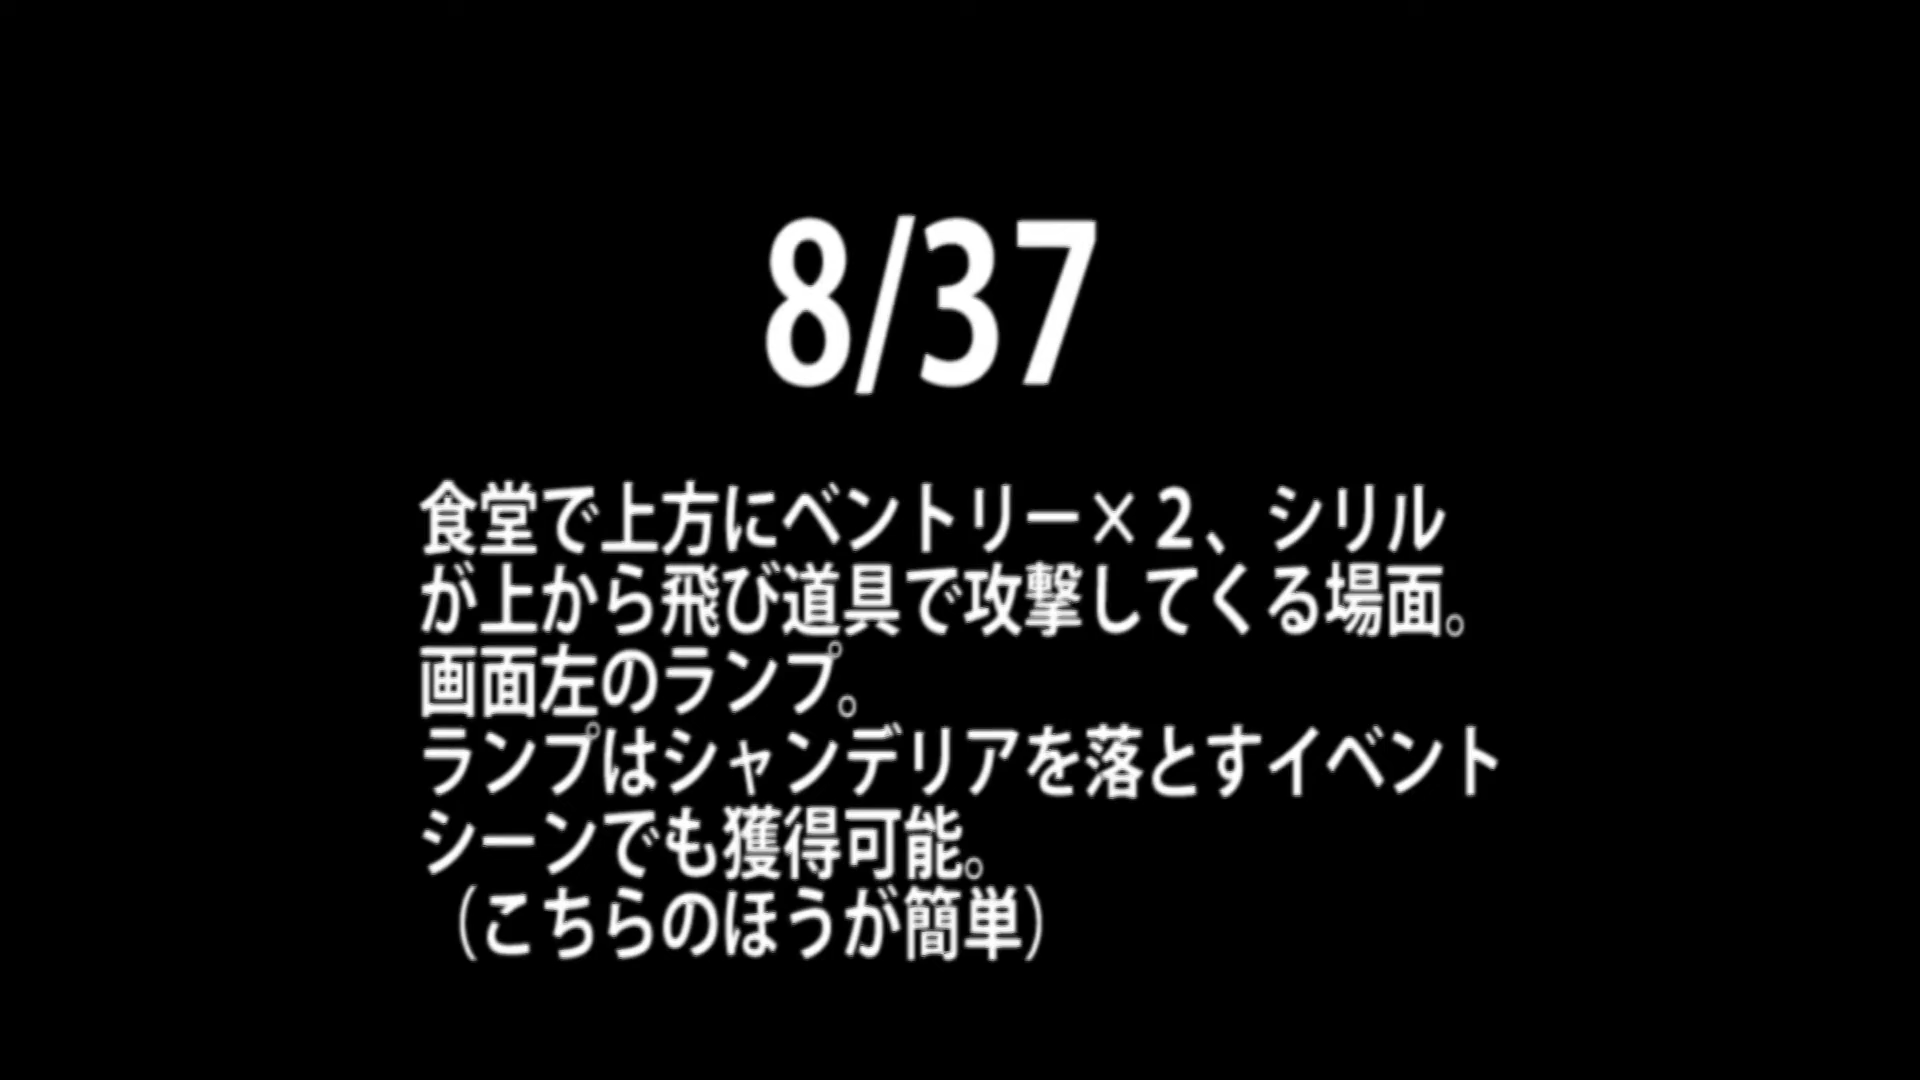 8/37
食堂で上方にベントリー×２、シリル
が上から飛び道具で攻撃してくる場面。
画面左のランプ。
ランプはシャンデリアを落とすイベント
シーンでも獲得可能。
（こちらのほうが簡単）